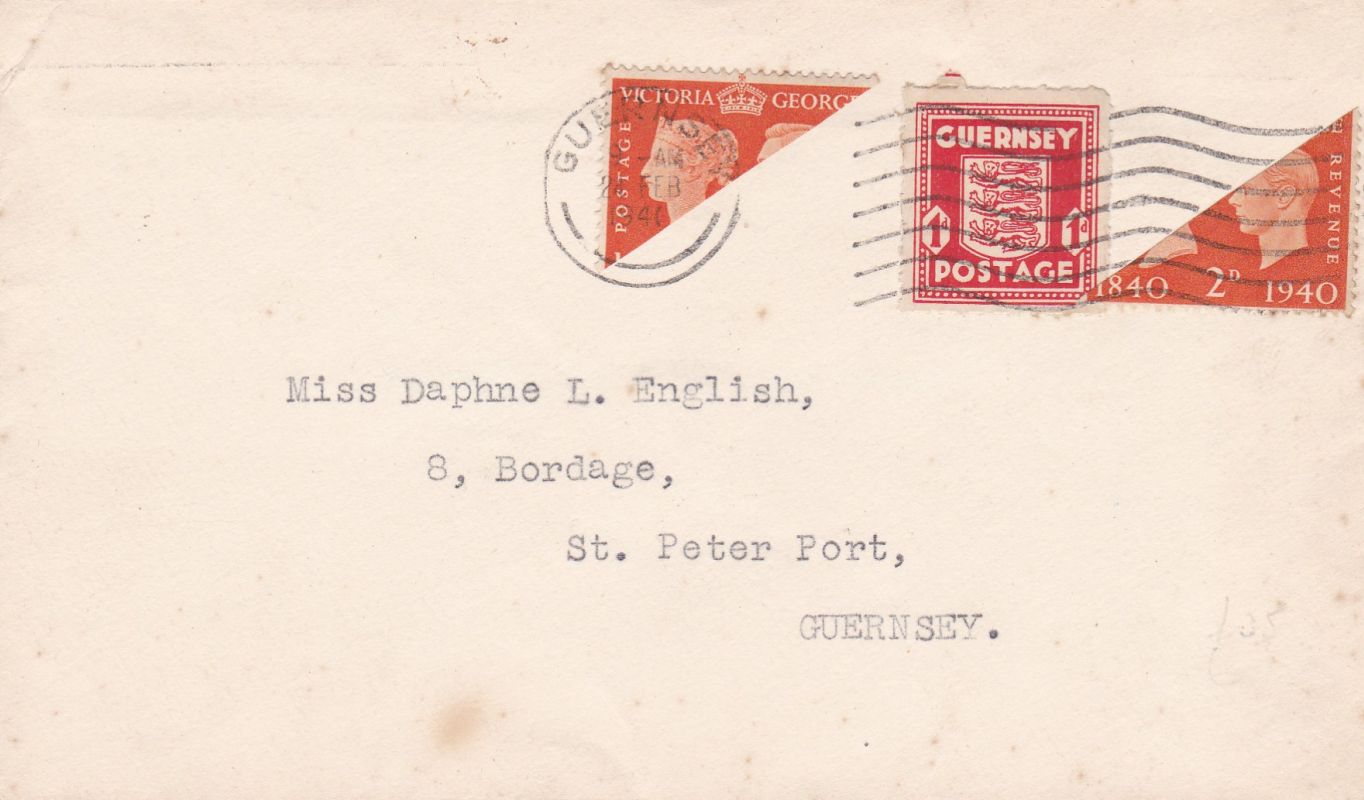 VICTORIA GEORGE
POSTAGE
GUERNSEY
AM
FEB
GUERNSEY
1d 1d
POSTAGE
REVENUE
1840 2D 1940
Miss Daphne L. English,
8, Bordage,
St. Peter Port,
GUERNSEY.